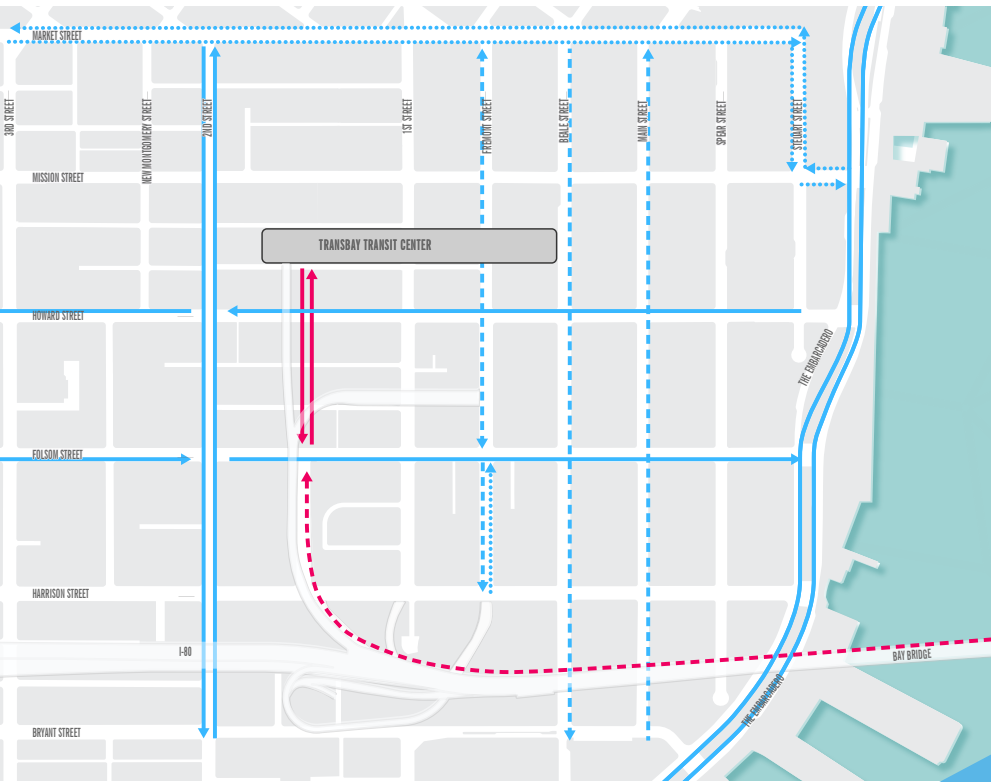 MARKET STREET
3RD STREET
NEW MONTGOMERY STREET
2ND STREET
1ST STREET
FREMONT STREET
BEALE STREET
MAIN STREET
SPEAR STREET
STEUART STREET
MISSION STREET
TRANSBAY TRANSIT CENTER
HOWARD STREET
THE EMBARCADERO
FOLSOM STREET
HARRISON STREET
I-80
BAY BRIDGE
THE EMBARCADERO
BRYANT STREET